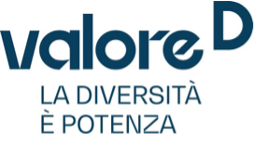 valore D
LA DIVERSITÀ
È POTENZA